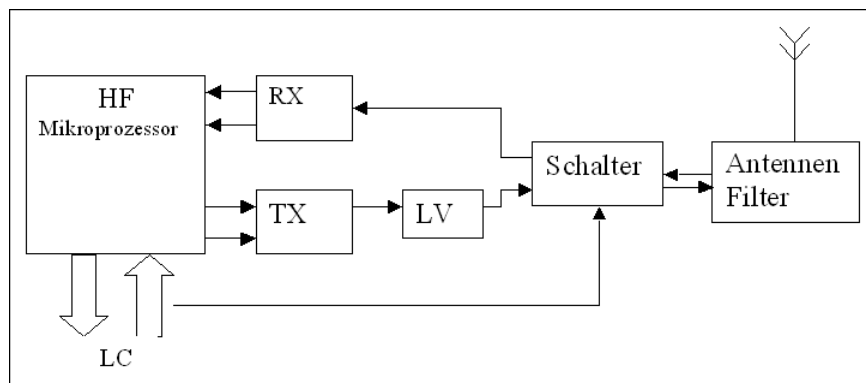 HF
Mikroprozessor
RX
TX
LV
Schalter
Antennen
Filter
LC